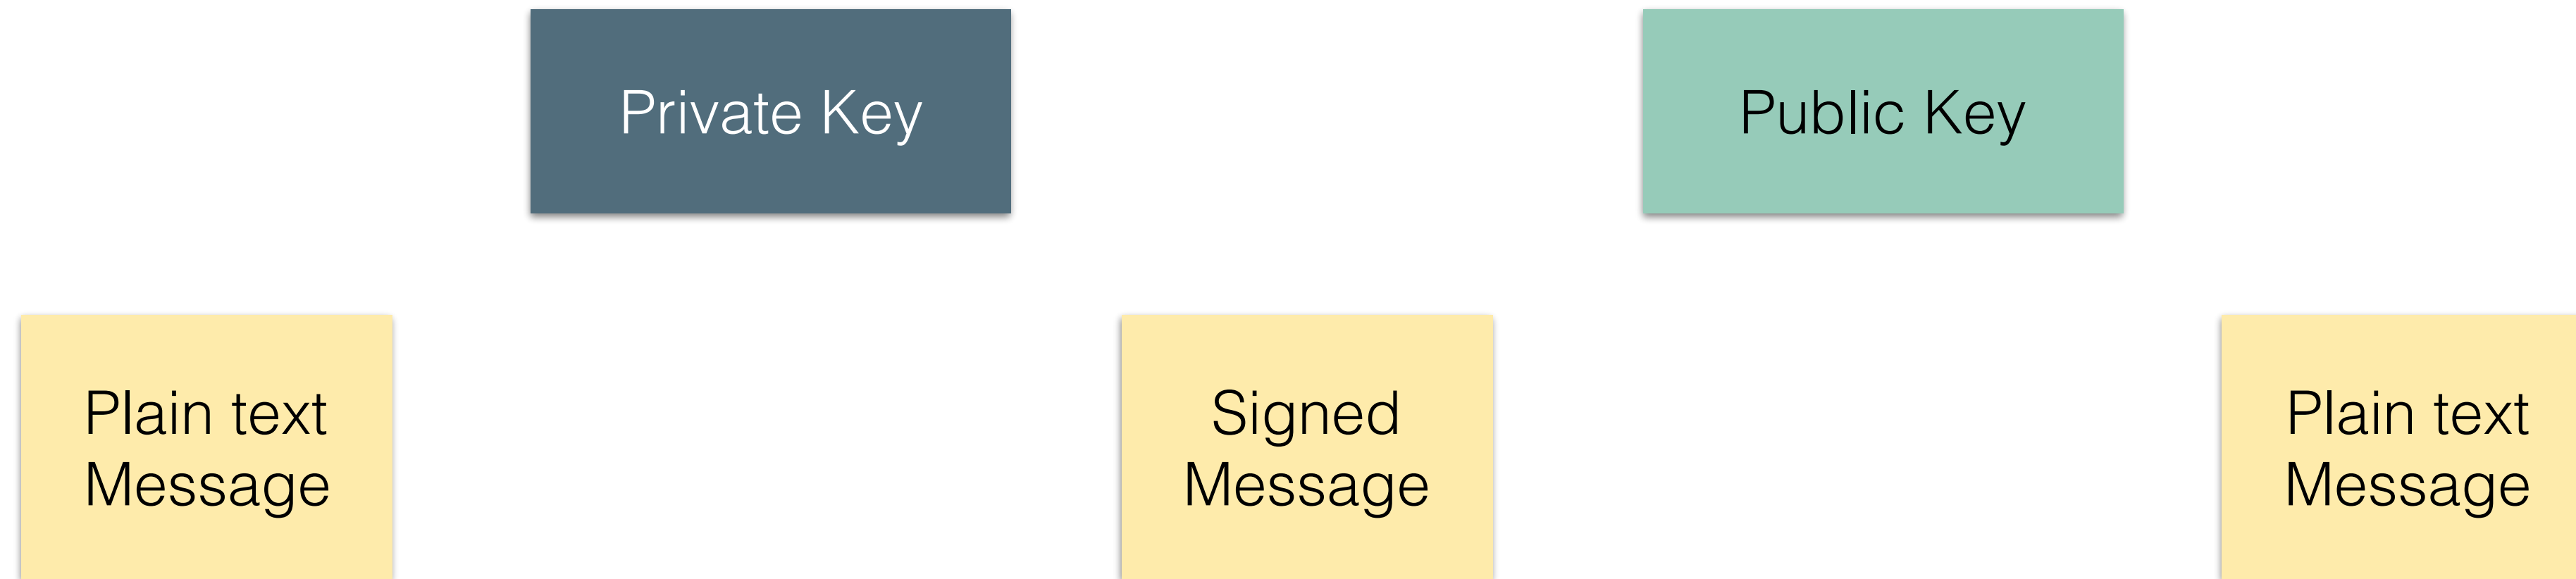 Private Key
Public Key
Plain text
Message
Signed
Message
Plain text
Message